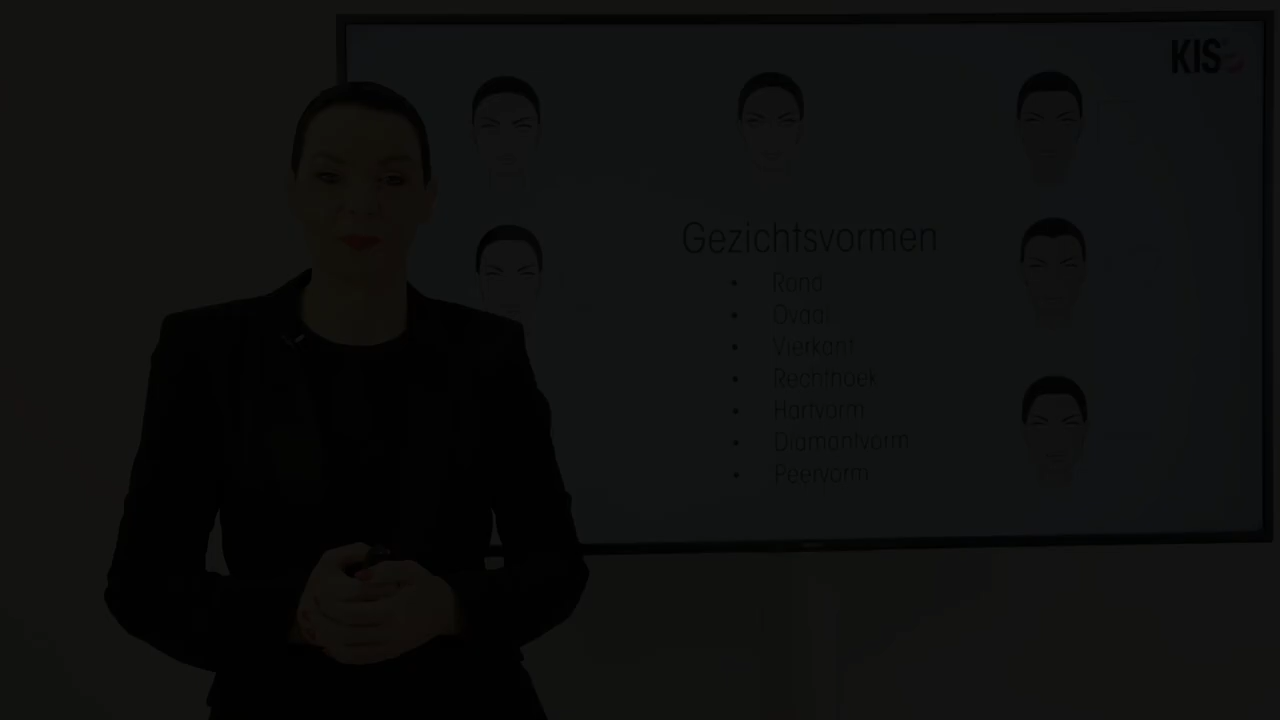 KIS
Gezichtsvormen
• Rond
• Ovaal
• Vierkant
• Rechthoek
• Hartvorm
• Diamantvorm
• Peervorm